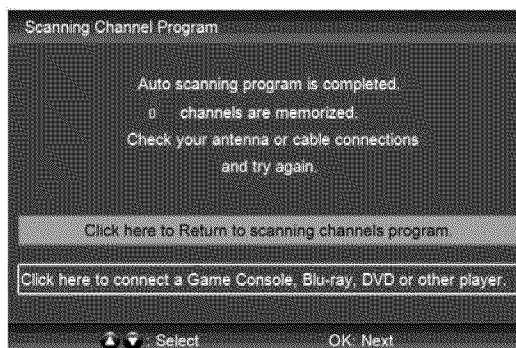 Scanning Channel Program
Auto scanning program is completed.
0 channels are memorized.
Check your antenna or cable connections
and try again.
Click here to Return to scanning channels program.
Click here to connect a Game Console, Blu-ray, DVD or other player.
Select OK: Next